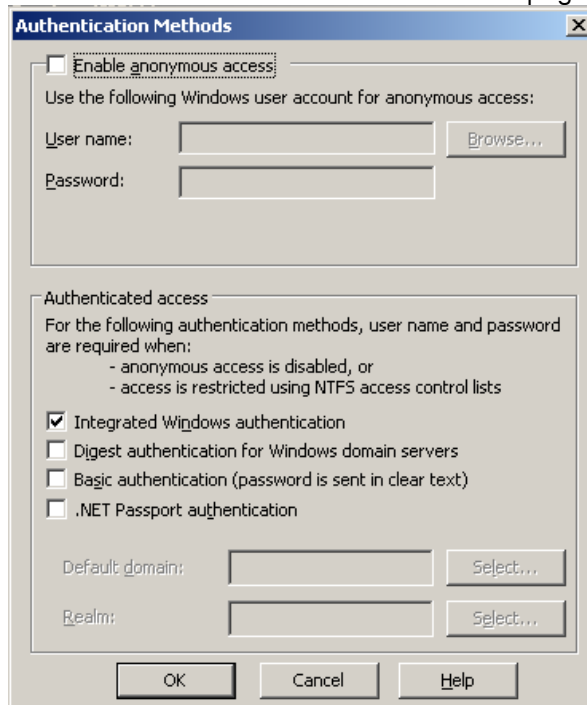 Authentication Methods
Enable anonymous access
Use the following Windows user account for anonymous access:
User name:
Browse...
Password:
Authenticated access
For the following authentication methods, user name and password
are required when:
- anonymous access is disabled, or
- access is restricted using NTFS access control lists
Integrated Windows authentication
Digest authentication for Windows domain servers
Basic authentication (password is sent in clear text)
.NET Passport authentication
Default domain:
Select...
Realm:
Select...
OK
Cancel
Help